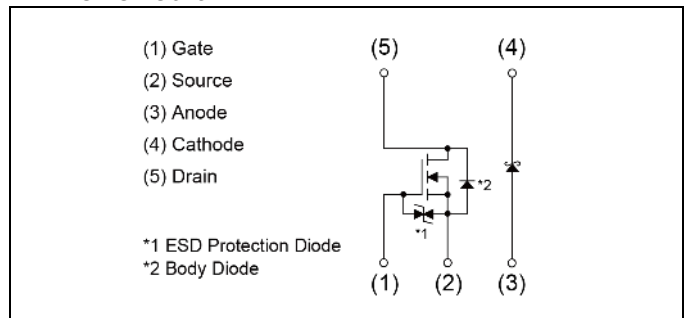 (1) Gate
(2) Source
(3) Anode
(4) Cathode
(5) Drain
*1 ESD Protection Diode
*2 Body Diode
(5) (4)
*2
*1
(1) (2) (3)